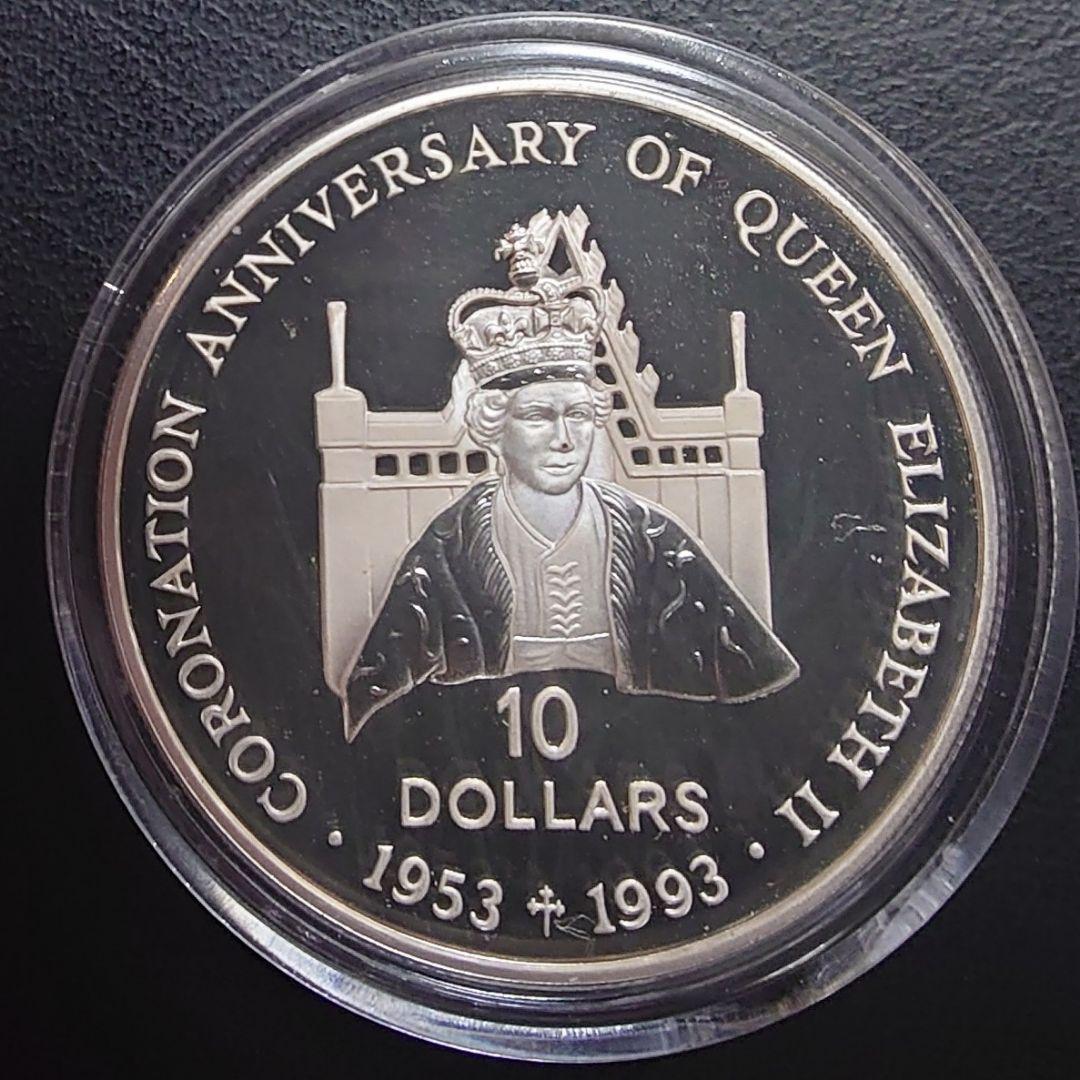 CORONATION ANNIVERSARY OF QUEEN ELIZABETH II
10
DOLLARS
· 1953 ‡ 1993 ·